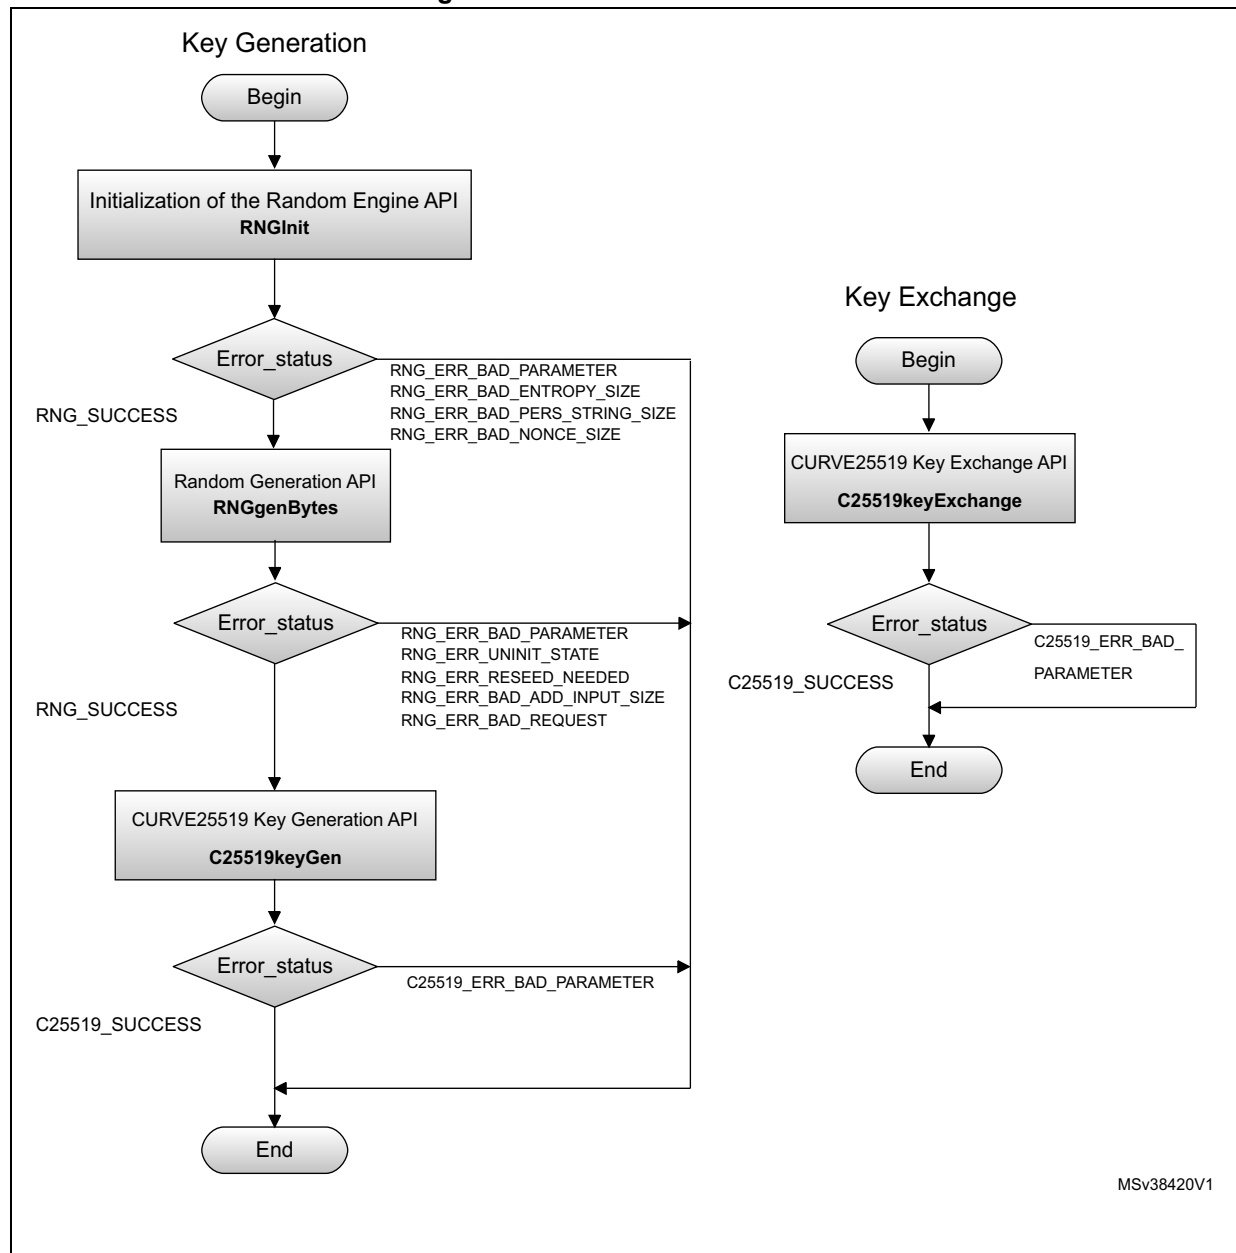 Key Generation
Begin
Initialization of the Random Engine API
RNGInit
Error_status
RNG_ERR_BAD_PARAMETER
RNG_ERR_BAD_ENTROPY_SIZE
RNG_ERR_BAD_PERS_STRING_SIZE
RNG_ERR_BAD_NONCE_SIZE
RNG_SUCCESS
Random Generation API
RNGgenBytes
Error_status
RNG_ERR_BAD_PARAMETER
RNG_ERR_UNINIT_STATE
RNG_ERR_RESEED_NEEDED
RNG_ERR_BAD_ADD_INPUT_SIZE
RNG_ERR_BAD_REQUEST
RNG_SUCCESS
CURVE25519 Key Generation API
C25519keyGen
Error_status
C25519_ERR_BAD_PARAMETER
C25519_SUCCESS
End
Key Exchange
Begin
CURVE25519 Key Exchange API
C25519keyExchange
Error_status
C25519_ERR_BAD_
PARAMETER
C25519_SUCCESS
End
MSv38420V1